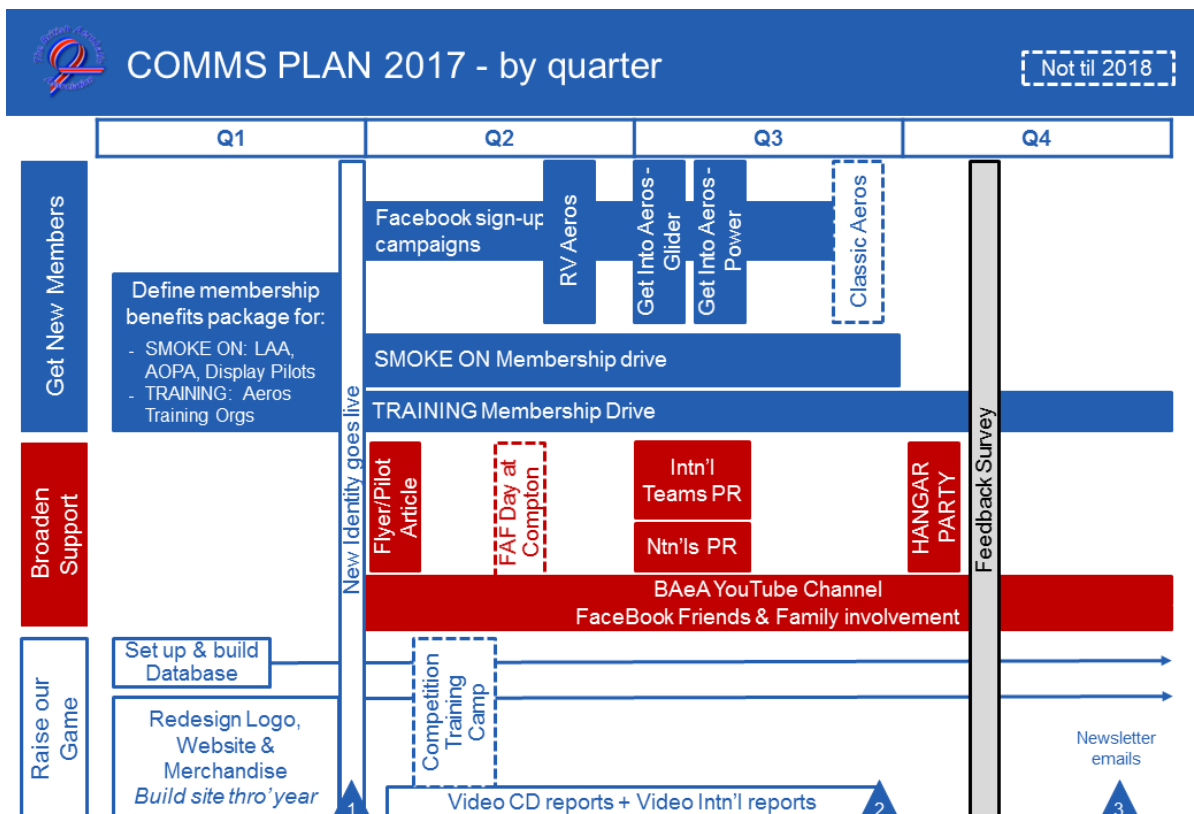 COMMS PLAN 2017 - by quarter
Not til 2018
Q1
Q2
Q3
Q4
Get New Members
Define membership
benefits package for:
- SMOKE ON: LAA,
AOPA, Display Pilots
- TRAINING: Aeros
Training Orgs
New Identity goes live
Facebook sign-up
campaigns
RV Aeros
Get Into Aeros -
Glider
Get Into Aeros -
Power
Classic Aeros
SMOKE ON Membership drive
TRAINING Membership Drive
Feedback Survey
Broaden
Support
Flyer/Pilot
Article
FAF Day at
Compton
Intn'l
Teams PR
Ntn'ls PR
HANGAR
PARTY
BAeA YouTube Channel
FaceBook Friends & Family involvement
Raise our
Game
Set up & build
Database
Redesign Logo,
Website &
Merchandise
Build site thro' year
Competition
Training
Camp
Newsletter
emails
1
Video CD reports + Video Intn'l reports
2
3